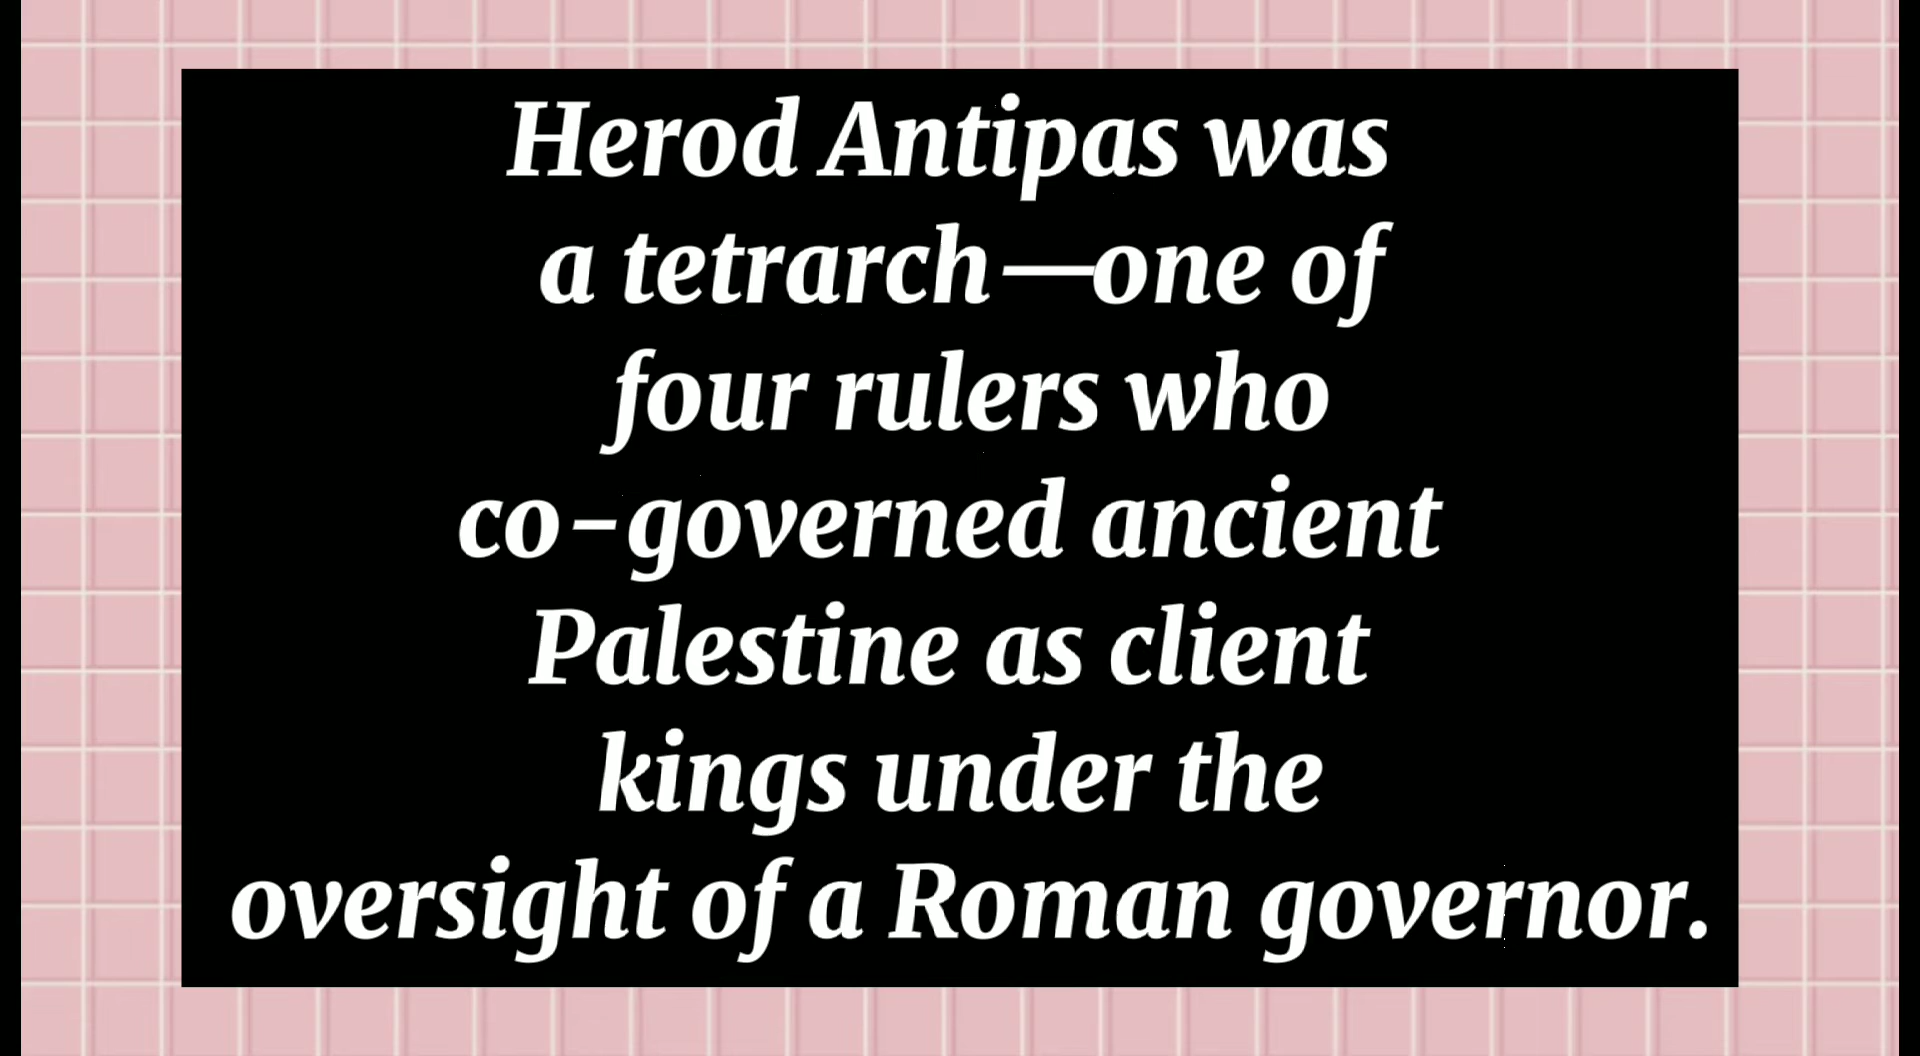 Herod Antipas was
a tetrarch—one of
four rulers who
co-governed ancient
Palestine as client
kings under the
oversight of a Roman governor.